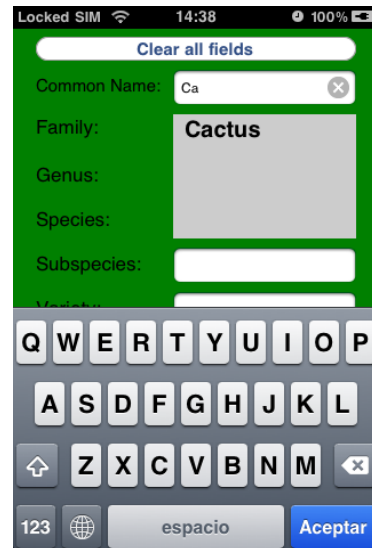 Locked SIM 14:38 100%
Clear all fields
Common Name: Ca
Family: Cactus
Genus:
Species:
Subspecies:
Variety:
Q W E R T Y U I O P
A S D F G H J K L
Z X C V B N M
123 espacio Aceptar